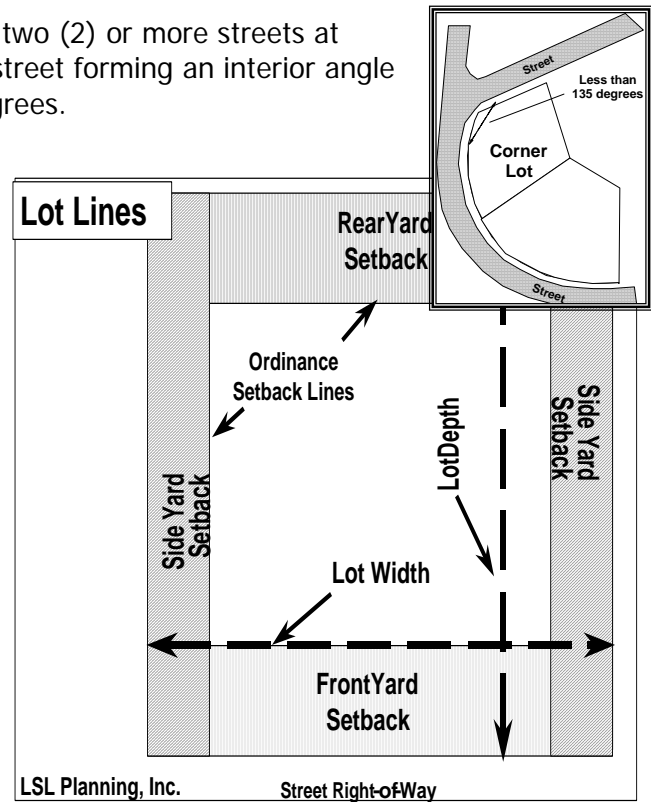 two (2) or more streets at
street forming an interior angle
grees.
Street
Less than
135 degrees
Corner
Lot
Street
Lot Lines
RearYard
Setback
Ordinance
Setback Lines
Side Yard
Setback
LotDepth
Side Yard
Setback
Lot Width
FrontYard
Setback
LSL Planning, Inc.
Street Right-of-Way